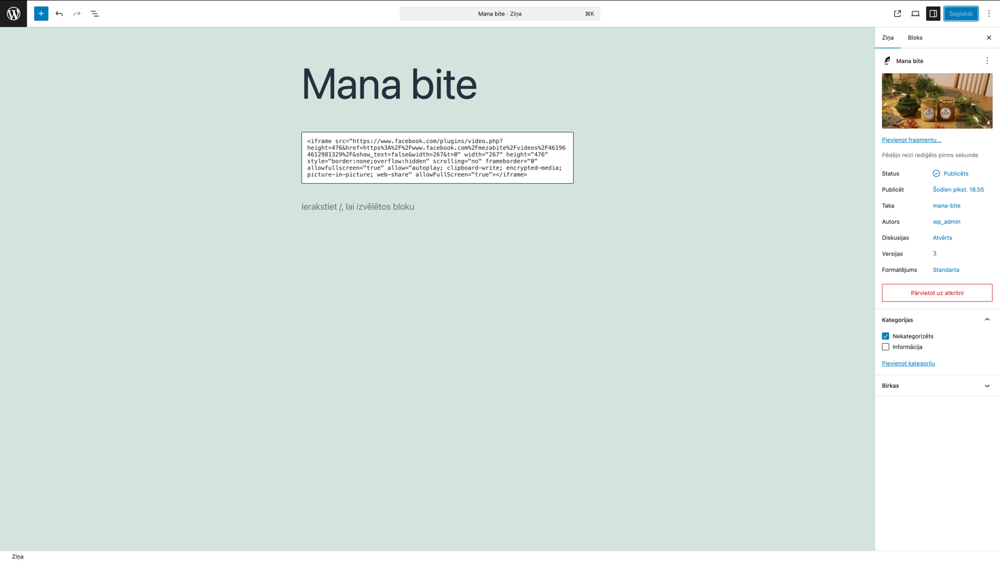 Mana bite · Ziņa
⌘K
Saglabāt
Ziņa
Bloks
Mana bite
Mana bite
<iframe src="https://www.facebook.com/plugins/video.php?
height=476&href=https%3A%2F%2Fwww.facebook.com%2Fmezabite%2Fvideos%2F46196
4612981329%2F&show_text=false&width=267&t=0" width="267" height="476"
style="border:none;overflow:hidden" scrolling="no" frameborder="0"
allowfullscreen="true" allow="autoplay; clipboard-write; encrypted-media;
picture-in-picture; web-share" allowFullScreen="true"></iframe>
Ierakstiet /, lai izvēlētos bloku
Pievienot fragmentu...
Pēdējo reizi rediģēts pirms sekunde
Status
Publicēts
Publicēt
Šodien plkst. 18.55
Taka
mana-bite
Autors
wp_admin
Diskusijas
Atvērts
Versijas
3
Formatējums
Standarta
Pārvietot uz atkritni
Kategorijas
Nekategorizēts
Informācija
Pievienot kategoriju
Birkas
Ziņa